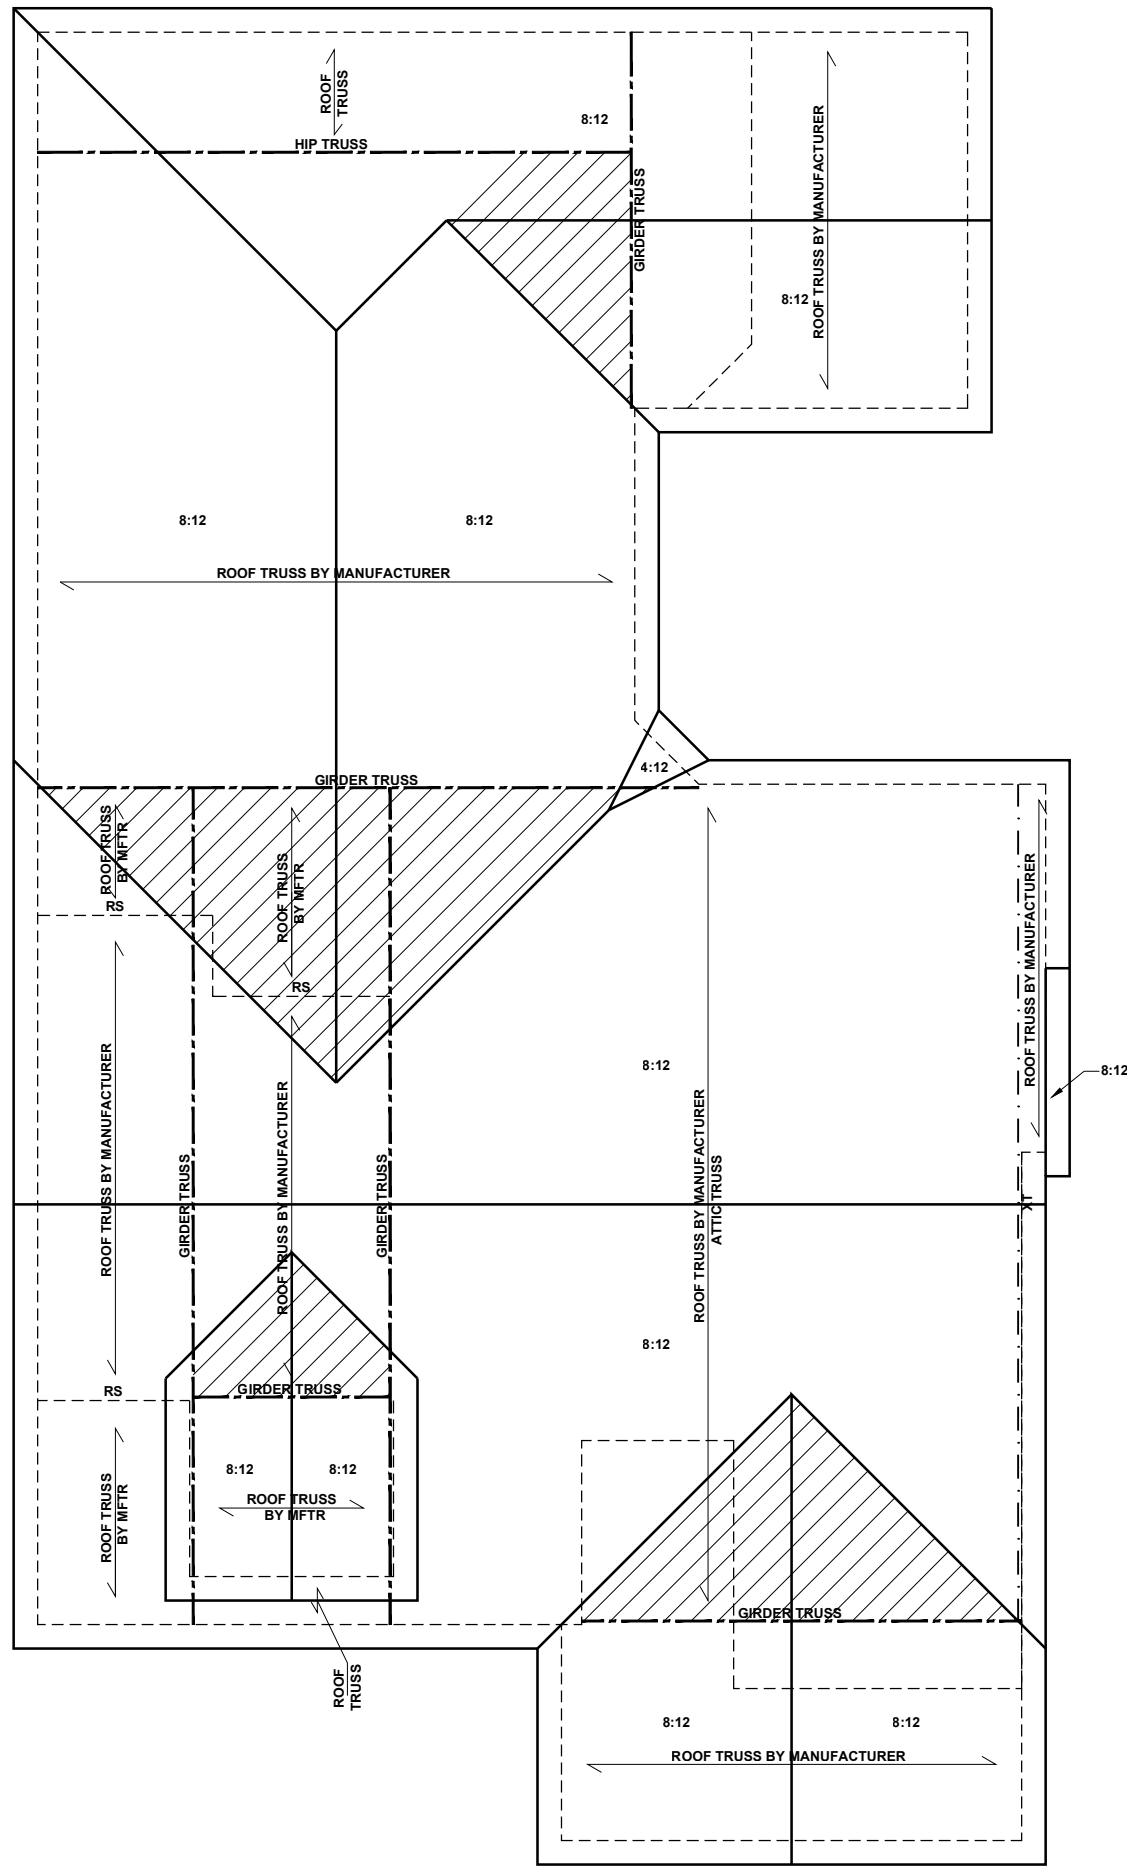 ROOF
TRUSS
8:12
HIP TRUSS
ROOF TRUSS BY MANUFACTURER
GIRDER TRUSS
8:12
8:12
8:12
ROOF TRUSS BY MANUFACTURER
4:12
GIRDER TRUSS
ROOF TRUSS
BY MFTR
ROOF TRUSS
BY MFTR
RS
RS
ROOF TRUSS BY MANUFACTURER
8:12
8:12
ROOF TRUSS BY MANUFACTURER
ROOF TRUSS BY MANUFACTURER
ROOF TRUSS BY MANUFACTURER
ATTIC TRUSS
GIRDER TRUSS
GIRDER TRUSS
XT
8:12
RS
GIRDER TRUSS
8:12
8:12
ROOF TRUSS
BY MFTR
ROOF TRUSS
BY MFTR
GIRDER TRUSS
ROOF
TRUSS
8:12
8:12
ROOF TRUSS BY MANUFACTURER